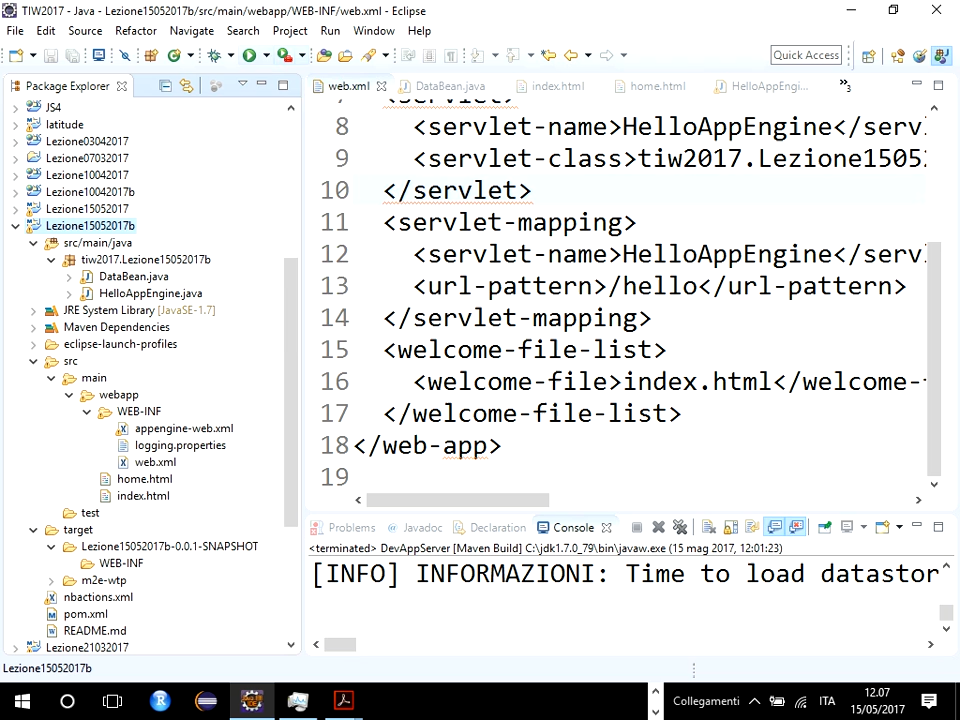 TIW2017 - Java - Lezione15052017b/src/main/webapp/WEB-INF/web.xml - Eclipse
File Edit Source Refactor Navigate Search Project Run Window Help
Quick Access
Package Explorer
JS4
latitude
Lezione03042017
Lezione07032017
Lezione10042017
Lezione10042017b
Lezione15052017
Lezione15052017b
src/main/java
tiw2017.Lezione15052017b
DataBean.java
HelloAppEngine.java
JRE System Library [JavaSE-1.7]
Maven Dependencies
eclipse-launch-profiles
src
main
webapp
WEB-INF
appengine-web.xml
logging.properties
web.xml
home.html
index.html
test
target
Lezione15052017b-0.0.1-SNAPSHOT
WEB-INF
m2e-wtp
nbactions.xml
pom.xml
README.md
Lezione21032017
web.xml DataBean.java index.html home.html HelloAppEngi... »3
7 <servlet>
8 <servlet-name>HelloAppEngine</serv
9 <servlet-class>tiw2017.Lezione1505
10 </servlet>
11 <servlet-mapping>
12 <servlet-name>HelloAppEngine</serv
13 <url-pattern>/hello</url-pattern>
14 </servlet-mapping>
15 <welcome-file-list>
16 <welcome-file>index.html</welcome-
17 </welcome-file-list>
18 </web-app>
19
Problems @ Javadoc Declaration Console
<terminated> DevAppServer [Maven Build] C:\jdk1.7.0_79\bin\javaw.exe (15 mag 2017, 12:01:23)
[INFO] INFORMAZIONI: Time to load datastor
Lezione15052017b
R
Collegamenti
ITA
12.07
15/05/2017